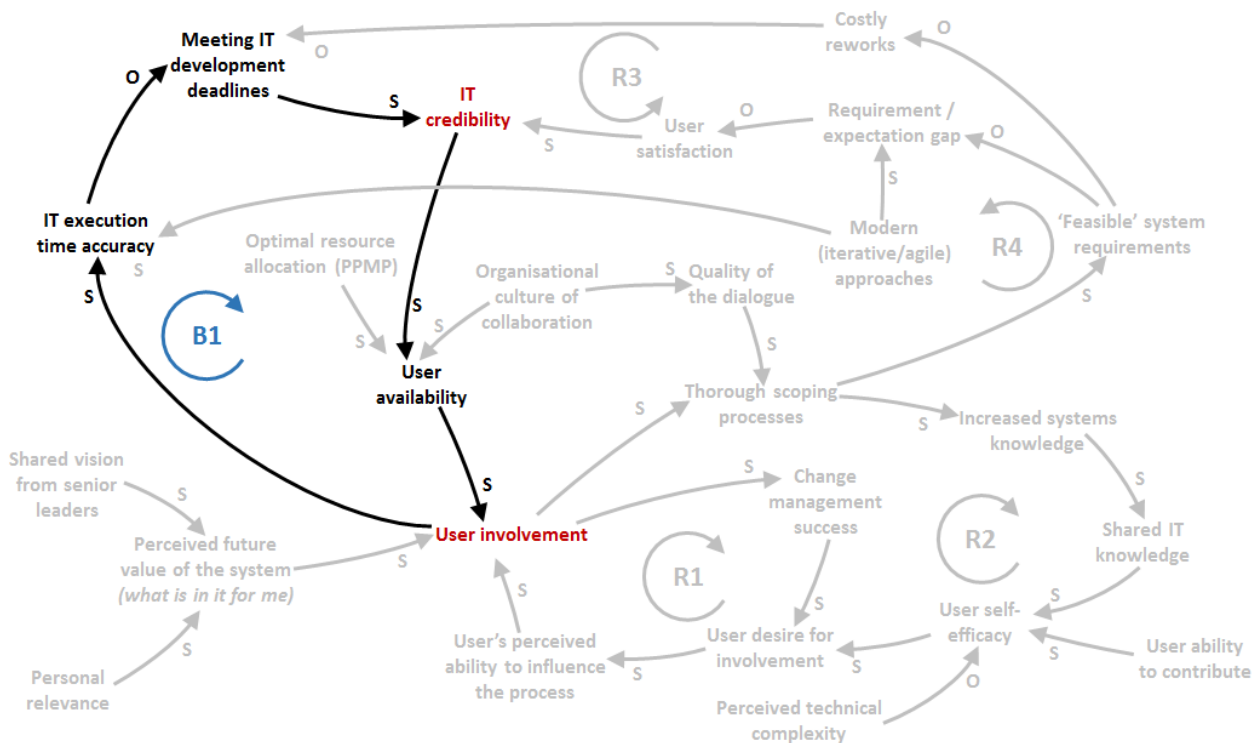 Costly
reworks
O
Meeting IT
development
deadlines
O
O
R3
S
IT
credibility
O
Requirement /
expectation gap
O
User
satisfaction
S
S
IT execution
time accuracy
S
S
Optimal resource
allocation (PPMP)
S
Organisational
culture of
collaboration
S
Quality of
the dialogue
Modern
(iterative/agile)
approaches
R4
'Feasible' system
requirements
S
B1
S
S
S
S
User
availability
Thorough scoping
processes
S
S
Increased systems
knowledge
Shared vision
from senior
leaders
S
S
S
Change
management
success
S
User involvement
Perceived future
value of the system
(what is in it for me)
S
Shared IT
knowledge
R2
R1
S
S
S
S
User self-
efficacy
User's perceived
ability to influence
the process
S
User desire for
involvement
S
S
User ability
to contribute
Personal
relevance
S
O
Perceived technical
complexity